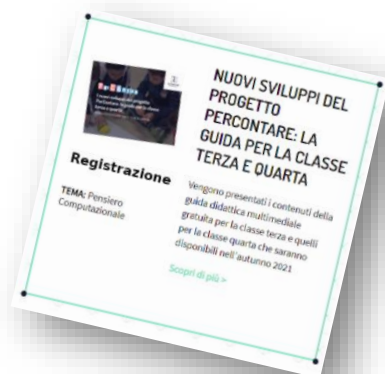 NUOVI SVILUPPI DEL
PROGETTO
PERCONTARE: LA
GUIDA PER LA CLASSE
TERZA E QUARTA
Registrazione
TEMA: Pensiero
Computazionale
Vengono presentati i contenuti della
guida didattica multimediale
gratuita per la classe terza e quelli
per la classe quarta che saranno
disponibili nell'autunno 2021
Scopri di più >